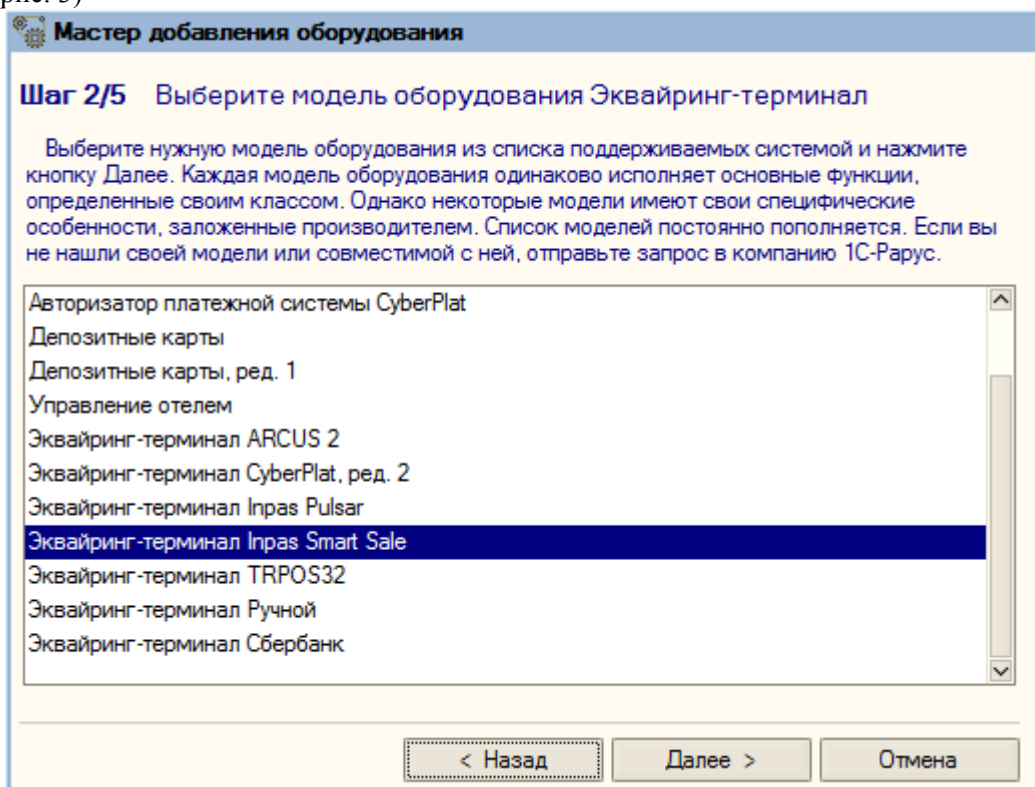 рис. 3)
Мастер добавления оборудования
Шаг 2/5 Выберите модель оборудования Эквайринг-терминал
Выберите нужную модель оборудования из списка поддерживаемых системой и нажмите
кнопку Далее. Каждая модель оборудования одинаково исполняет основные функции,
определенные своим классом. Однако некоторые модели имеют свои специфические
особенности, заложенные производителем. Список моделей постоянно пополняется. Если вы
не нашли своей модели или совместимой с ней, отправьте запрос в компанию 1С-Рарус.
Авторизатор платежной системы CyberPlat
Депозитные карты
Депозитные карты, ред. 1
Управление отелем
Эквайринг-терминал ARCUS 2
Эквайринг-терминал CyberPlat, ред. 2
Эквайринг-терминал Inpas Pulsar
Эквайринг-терминал Inpas Smart Sale
Эквайринг-терминал TRPOS32
Эквайринг-терминал Ручной
Эквайринг-терминал Сбербанк
< Назад Далее > Отмена